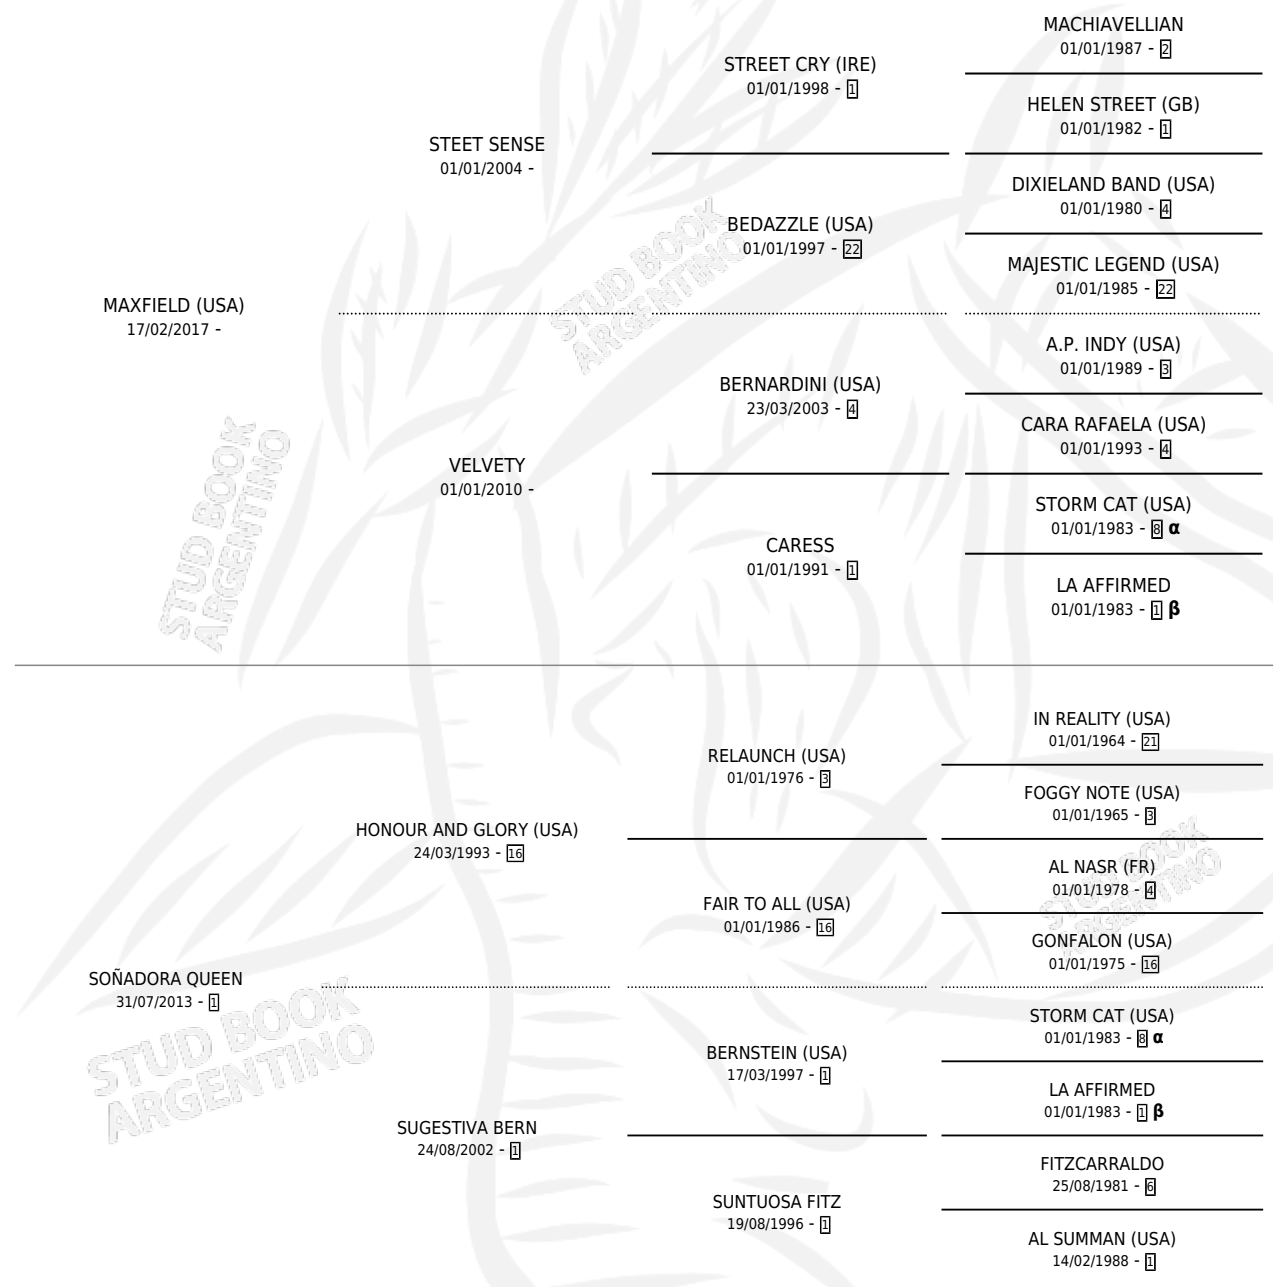 MACHIAVELLIAN
01/01/1987 - 2
STREET CRY (IRE)
01/01/1998 - 1
HELEN STREET (GB)
01/01/1982 - 1
STEET SENSE
01/01/2004 -
DIXIELAND BAND (USA)
01/01/1980 - 4
BEDAZZLE (USA)
01/01/1997 - 22
MAJESTIC LEGEND (USA)
01/01/1985 - 22
MAXFIELD (USA)
17/02/2017 -
A.P. INDY (USA)
01/01/1989 - 3
BERNARDINI (USA)
23/03/2003 - 4
CARA RAFAELA (USA)
01/01/1993 - 4
VELVETY
01/01/2010 -
STORM CAT (USA)
01/01/1983 - 8 α
CARESS
01/01/1991 - 1
LA AFFIRMED
01/01/1983 - 1 β
IN REALITY (USA)
01/01/1964 - 21
RELAUNCH (USA)
01/01/1976 - 3
FOGGY NOTE (USA)
01/01/1965 - 3
HONOUR AND GLORY (USA)
24/03/1993 - 16
AL NASR (FR)
01/01/1978 - 4
FAIR TO ALL (USA)
01/01/1986 - 16
GONFALON (USA)
01/01/1975 - 16
SOÑADORA QUEEN
31/07/2013 - 1
STORM CAT (USA)
01/01/1983 - 8 α
BERNSTEIN (USA)
17/03/1997 - 1
LA AFFIRMED
01/01/1983 - 1 β
SUGESTIVA BERN
24/08/2002 - 1
FITZCARRALDO
25/08/1981 - 6
SUNTUOSA FITZ
19/08/1996 - 1
AL SUMMAN (USA)
14/02/1988 - 1
STUD BOOK
ARGENTINO
STUD BOOK
ARGENTINO
STUD BOOK
ARGENTINO
STUD BOOK
ARGENTINO